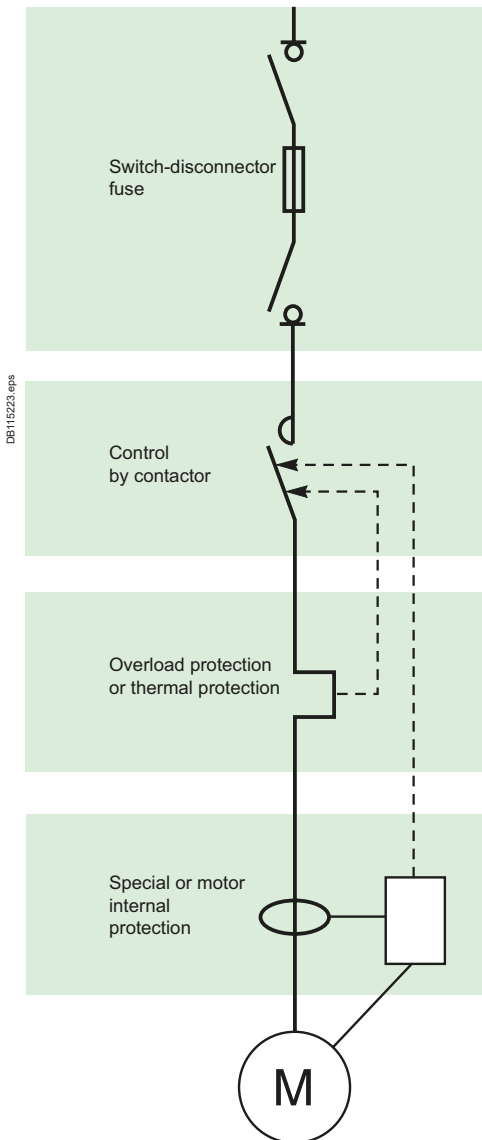 Switch-disconnector
fuse
DB115223.eps
Control
by contactor
Overload protection
or thermal protection
Special or motor
internal
protection
M